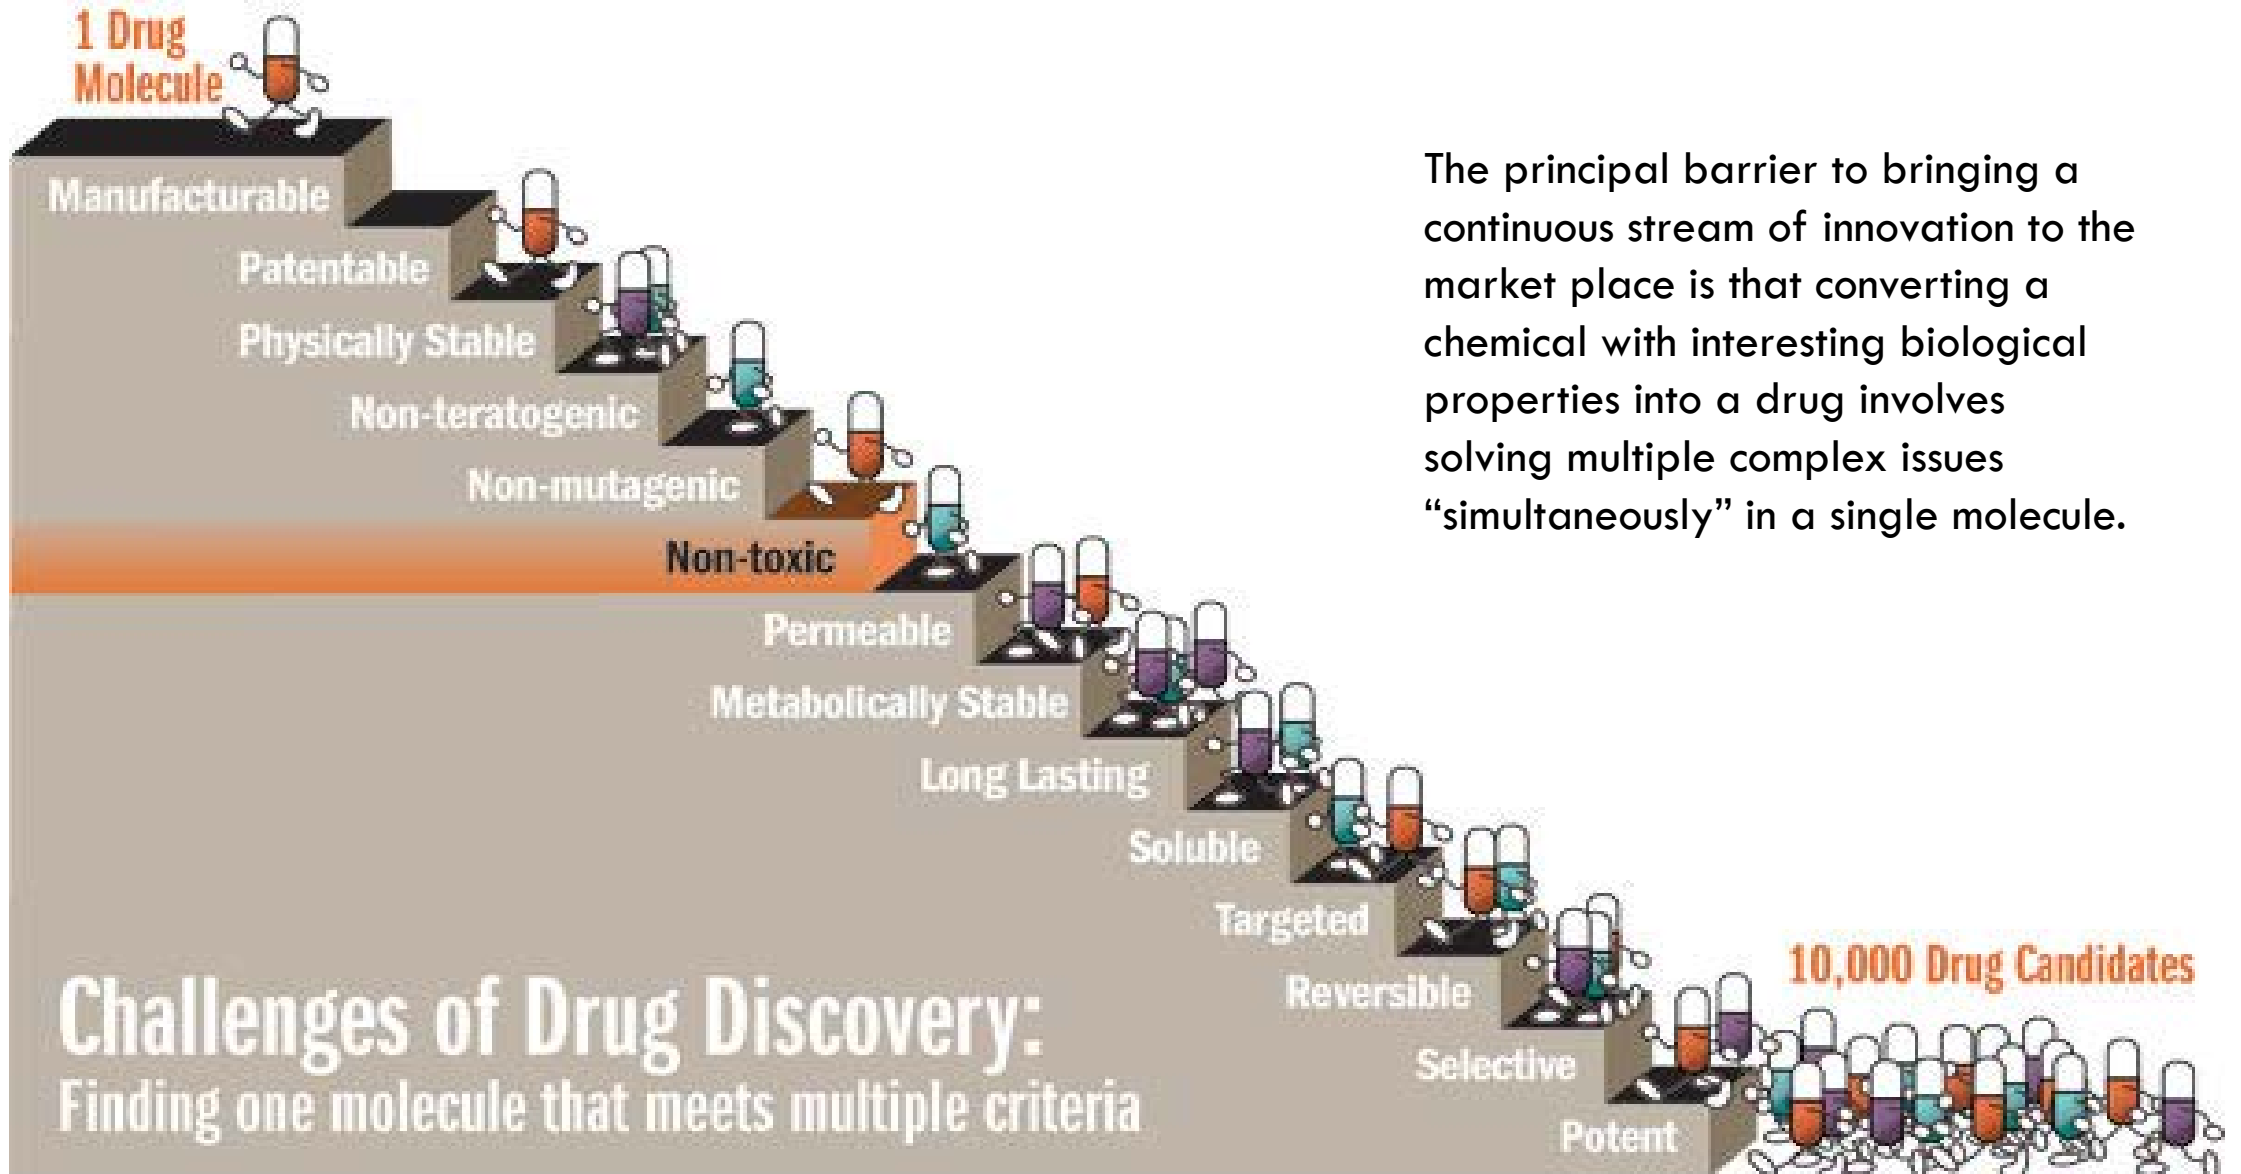 1 Drug
Molecule
Manufacturable
Patentable
Physically Stable
Non-teratogenic
Non-mutagenic
Non-toxic
Permeable
Metabolically Stable
Long Lasting
Soluble
Targeted
Reversible
Selective
Potent
10,000 Drug Candidates
Challenges of Drug Discovery:
Finding one molecule that meets multiple criteria
The principal barrier to bringing a
continuous stream of innovation to the
market place is that converting a
chemical with interesting biological
properties into a drug involves
solving multiple complex issues
“simultaneously” in a single molecule.